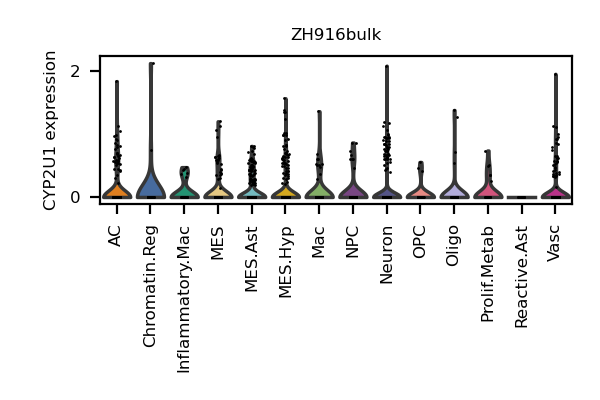 ZH916bulk
CYP2U1 expression
2
0
AC
Chromatin.Reg
Inflammatory.Mac
MES
MES.Ast
MES.Hyp
Mac
NPC
Neuron
OPC
Oligo
Prolif.Metab
Reactive.Ast
Vasc